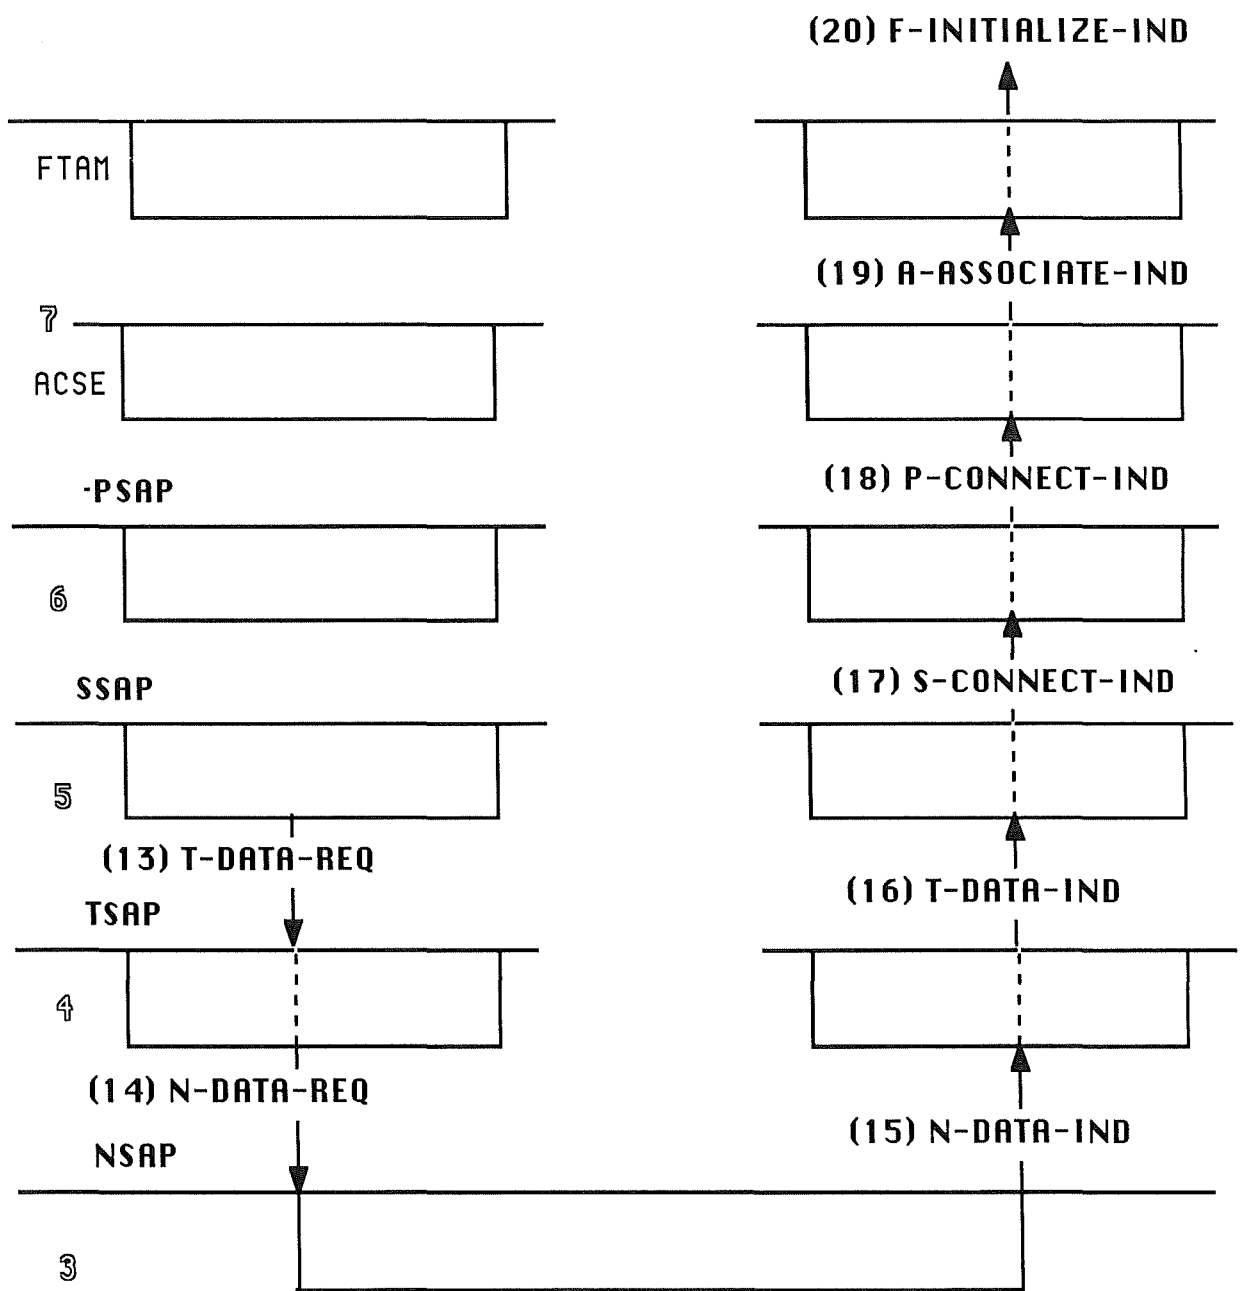 (20) F-INITIALIZE-IND
FTAM
(19) A-ASSOCIATE-IND
7
ACSE
(18) P-CONNECT-IND
-PSAP
6
(17) S-CONNECT-IND
SSAP
5
(13) T-DATA-REQ
(16) T-DATA-IND
TSAP
4
(14) N-DATA-REQ
(15) N-DATA-IND
NSAP
3